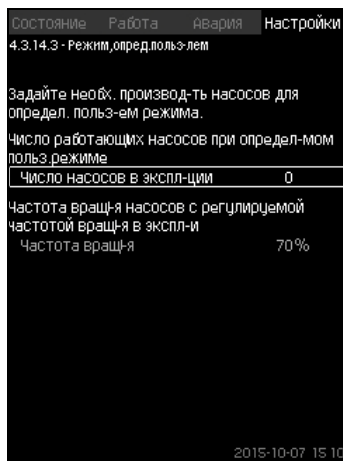 Состояние Работа Авария Настройки
4.3.14.3 - Режим,опред.польз-лем
Задайте необх. производ-ть насосов для
определ. польз-ем режима.
Число работающих насосов при определ-мом
польз.режиме
Число насосов в экспл-ции 0
Частота вращ-я насосов с регулируемой
частотой вращ-я в экспл-и
Частота вращ-я 70%
2015-10-07 15:10